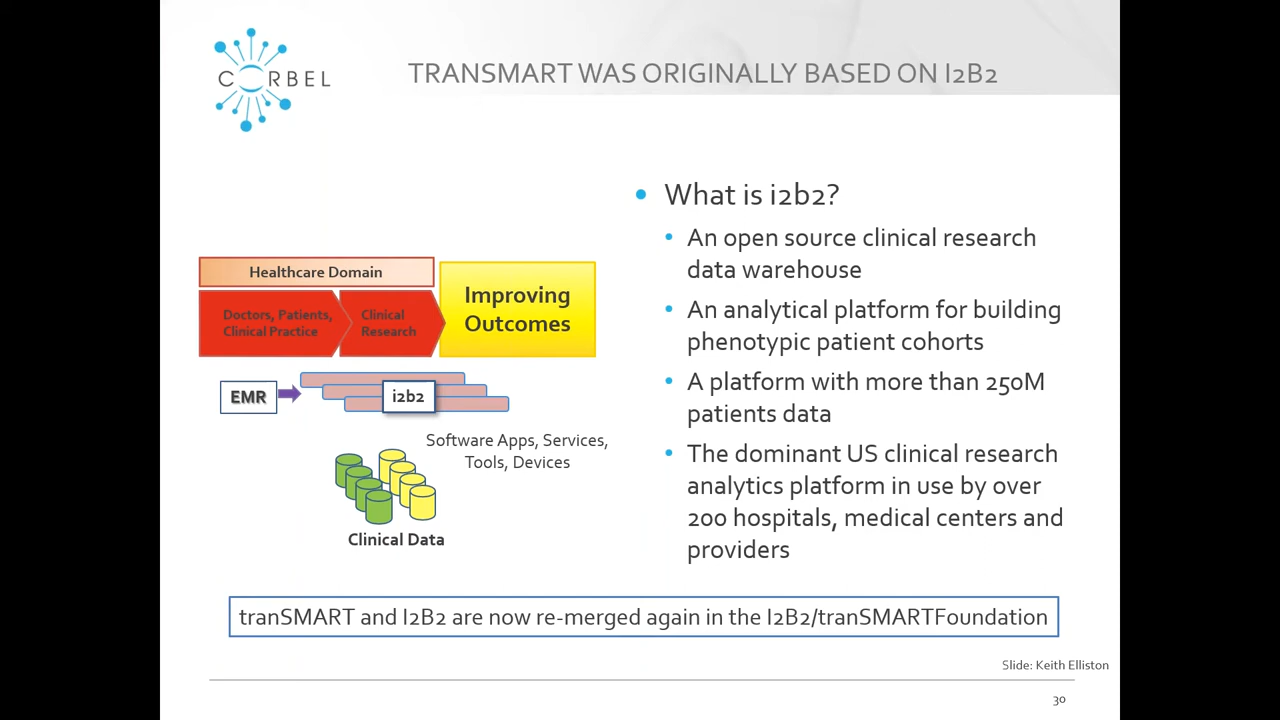 CORBEL
TRANSMART WAS ORIGINALLY BASED ON I2B2
Healthcare Domain
Doctors, Patients,
Clinical Practice
Clinical
Research
Improving
Outcomes
EMR
i2b2
Software Apps, Services,
Tools, Devices
Clinical Data
• What is i2b2?
• An open source clinical research
data warehouse
• An analytical platform for building
phenotypic patient cohorts
• A platform with more than 250M
patients data
• The dominant US clinical research
analytics platform in use by over
200 hospitals, medical centers and
providers
tranSMART and I2B2 are now re-merged again in the I2B2/tranSMARTFoundation
Slide: Keith Elliston
30